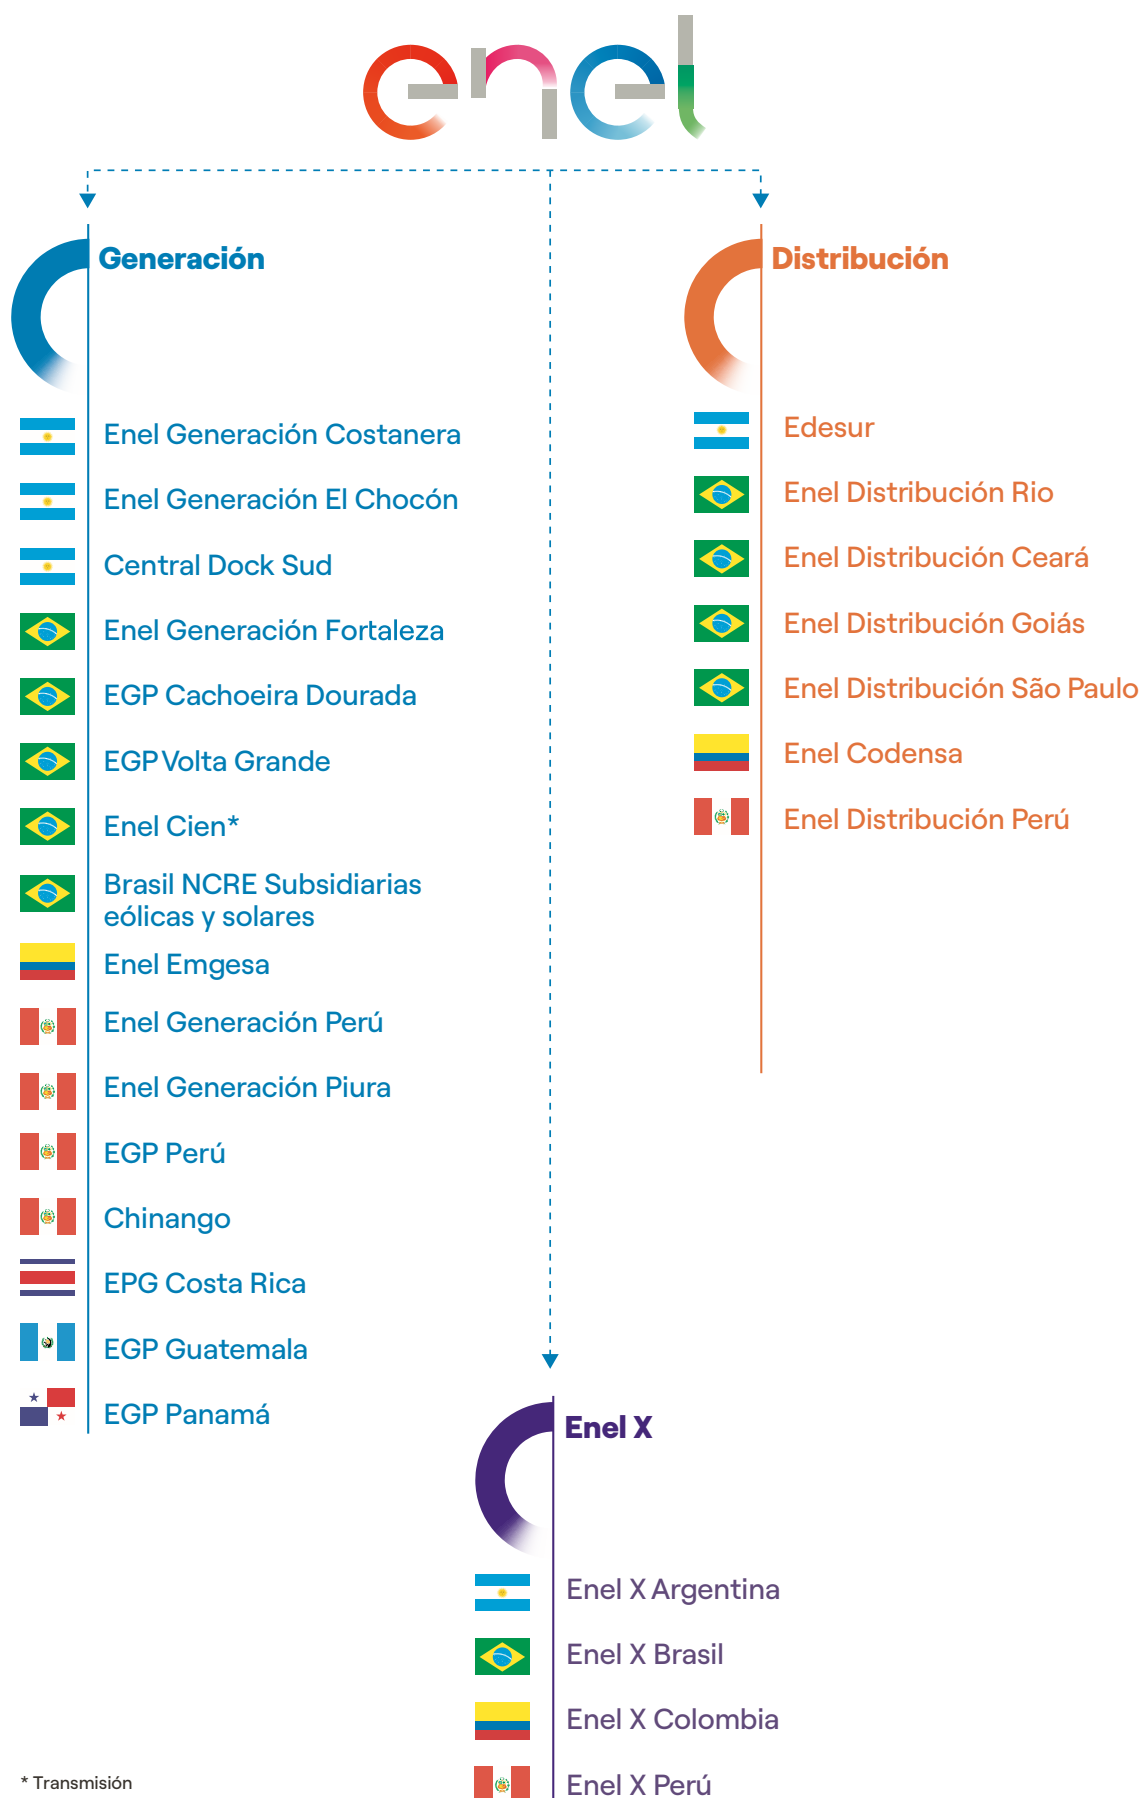 enel
Generación
Enel Generación Costanera
Enel Generación El Chocón
Central Dock Sud
Enel Generación Fortaleza
EGP Cachoeira Dourada
EGP Volta Grande
Enel Cien*
Brasil NCRE Subsidiarias
eólicas y solares
Enel Emgesa
Enel Generación Perú
Enel Generación Piura
EGP Perú
Chinango
EPG Costa Rica
EGP Guatemala
EGP Panamá
Distribución
Edesur
Enel Distribución Rio
Enel Distribución Ceará
Enel Distribución Goiás
Enel Distribución São Paulo
Enel Codensa
Enel Distribución Perú
Enel X
Enel X Argentina
Enel X Brasil
Enel X Colombia
Enel X Perú
* Transmisión